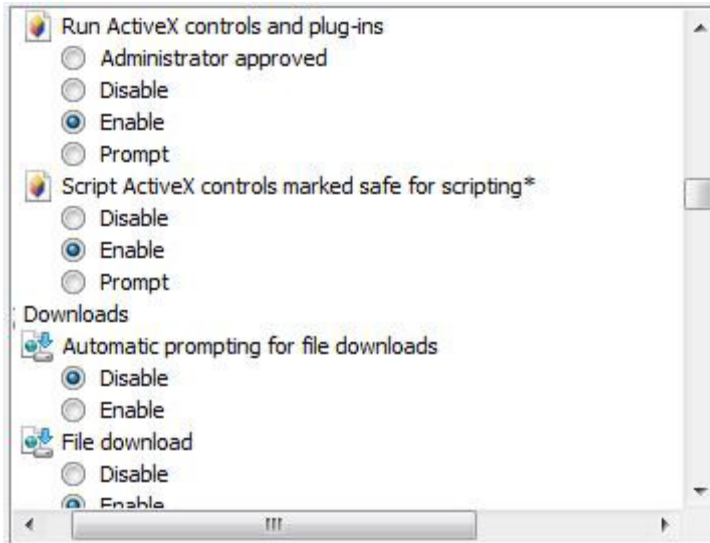 Run ActiveX controls and plug-ins
Administrator approved
Disable
Enable
Prompt
Script ActiveX controls marked safe for scripting*
Disable
Enable
Prompt
Downloads
Automatic prompting for file downloads
Disable
Enable
File download
Disable
Enable